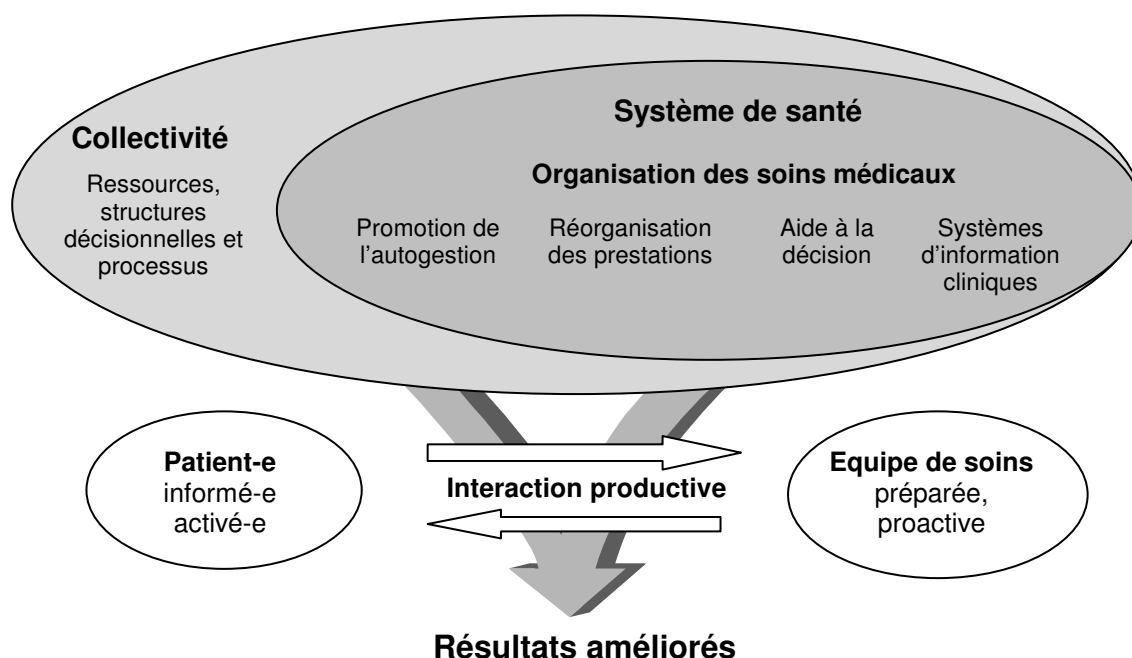 Système de santé
Collectivité
Ressources,
structures
décisionnelles et
processus
Organisation des soins médicaux
Promotion de
l’autogestion
Réorganisation
des prestations
Aide à la
décision
Systèmes
d’information
cliniques
Patient-e
informé-e
activé-e
Interaction productive
Equipe de soins
préparée,
proactive
Résultats améliorés